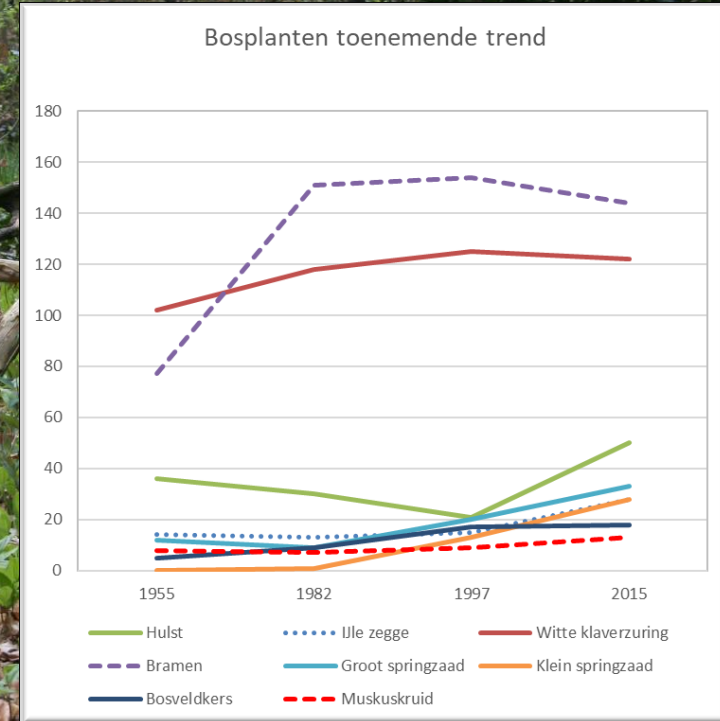 Bosplanten toenemende trend
180
160
140
120
100
80
60
40
20
0
1955 1982 1997 2015
Hulst IJle zegge Witte klaverzuring
Bramen Groot springzaad Klein springzaad
Bosveldkers Muskuskruid